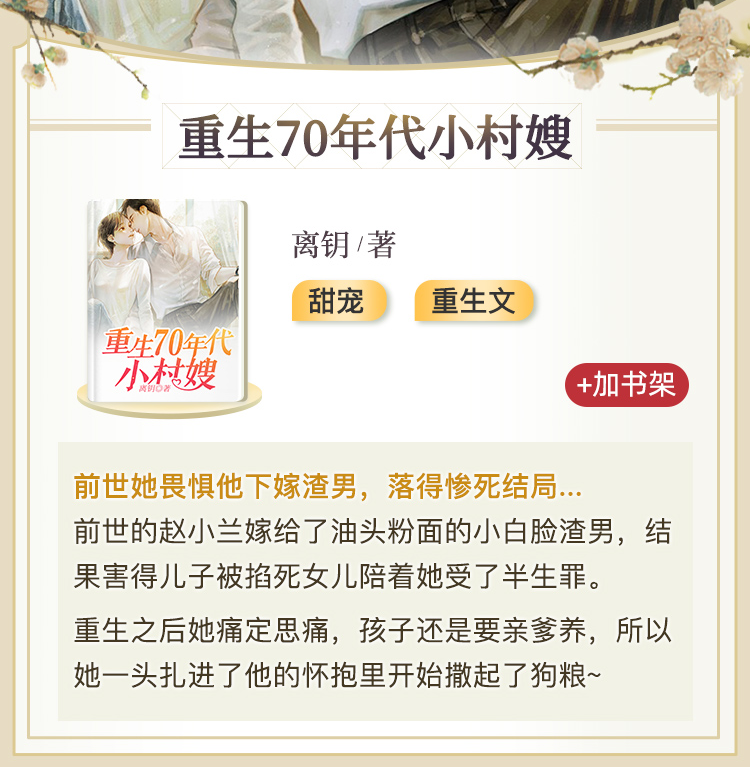 重生70年代小村嫂
重生70年代
小村嫂
离钥◎著
离钥/著
甜宠
重生文
+加书架
前世她畏惧他下嫁渣男，落得惨死结局...
前世的赵小兰嫁给了油头粉面的小白脸渣男，结
果害得儿子被掐死女儿陪着她受了半生罪。
重生之后她痛定思痛，孩子还是要亲爹养，所以
她一头扎进了他的怀抱里开始撒起了狗粮~